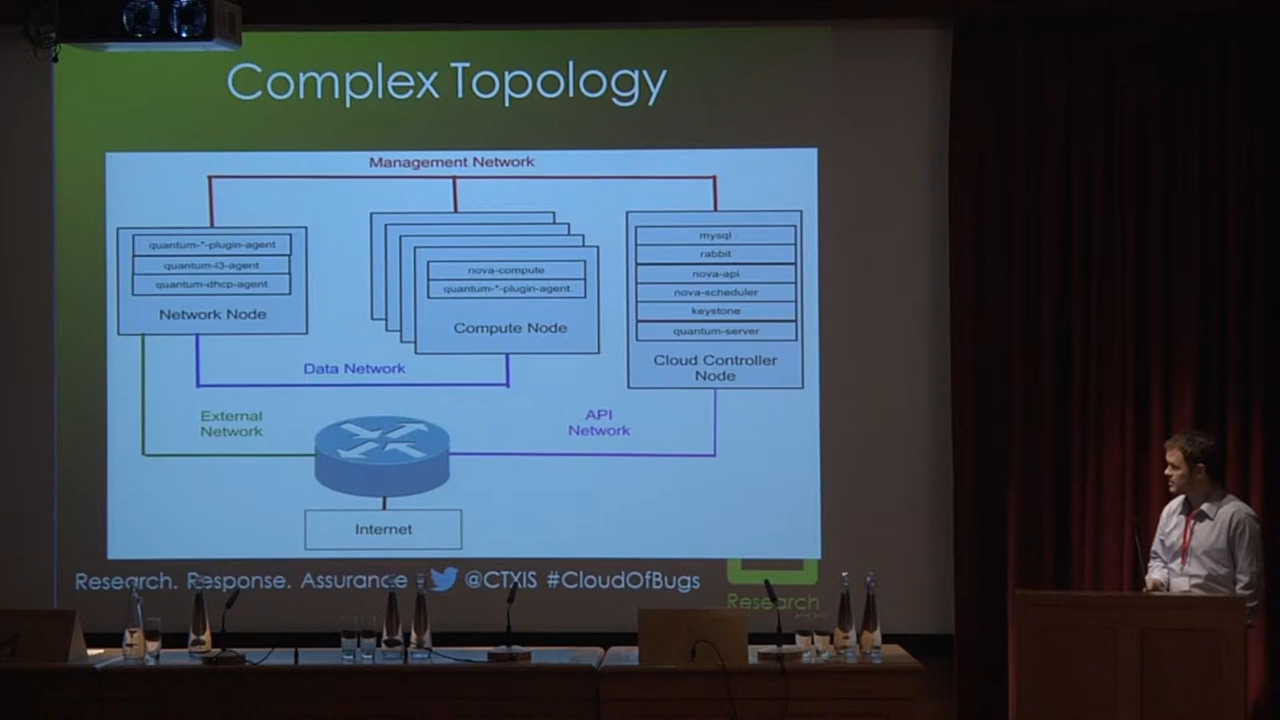 Complex Topology
Management Network
quantum-*-plugin-agent
quantum-l3-agent
quantum-dhcp-agent
Network Node
nova-compute
quantum-*-plugin-agent
Compute Node
mysql
rabbit
nova-api
nova-scheduler
keystone
quantum-server
Cloud Controller
Node
Data Network
External
Network
API
Network
Internet
Research. Response. Assurance @CTXIS #CloudOfBugs
Research